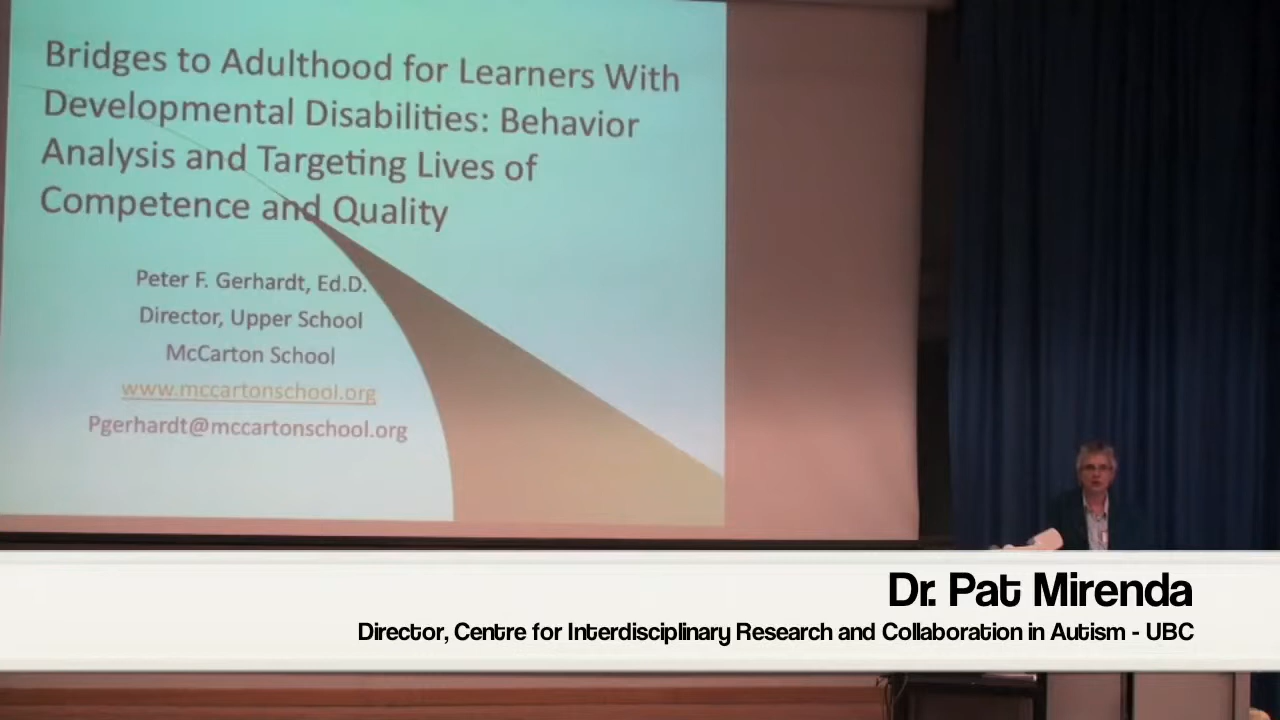 Bridges to Adulthood for Learners With
Developmental Disabilities: Behavior
Analysis and Targeting Lives of
Competence and Quality
Peter F. Gerhardt, Ed.D.
Director, Upper School
McCarton School
www.mccartonschool.org
Pgerhardt@mccartonschool.org
Dr. Pat Mirenda
Director, Centre for Interdisciplinary Research and Collaboration in Autism - UBC